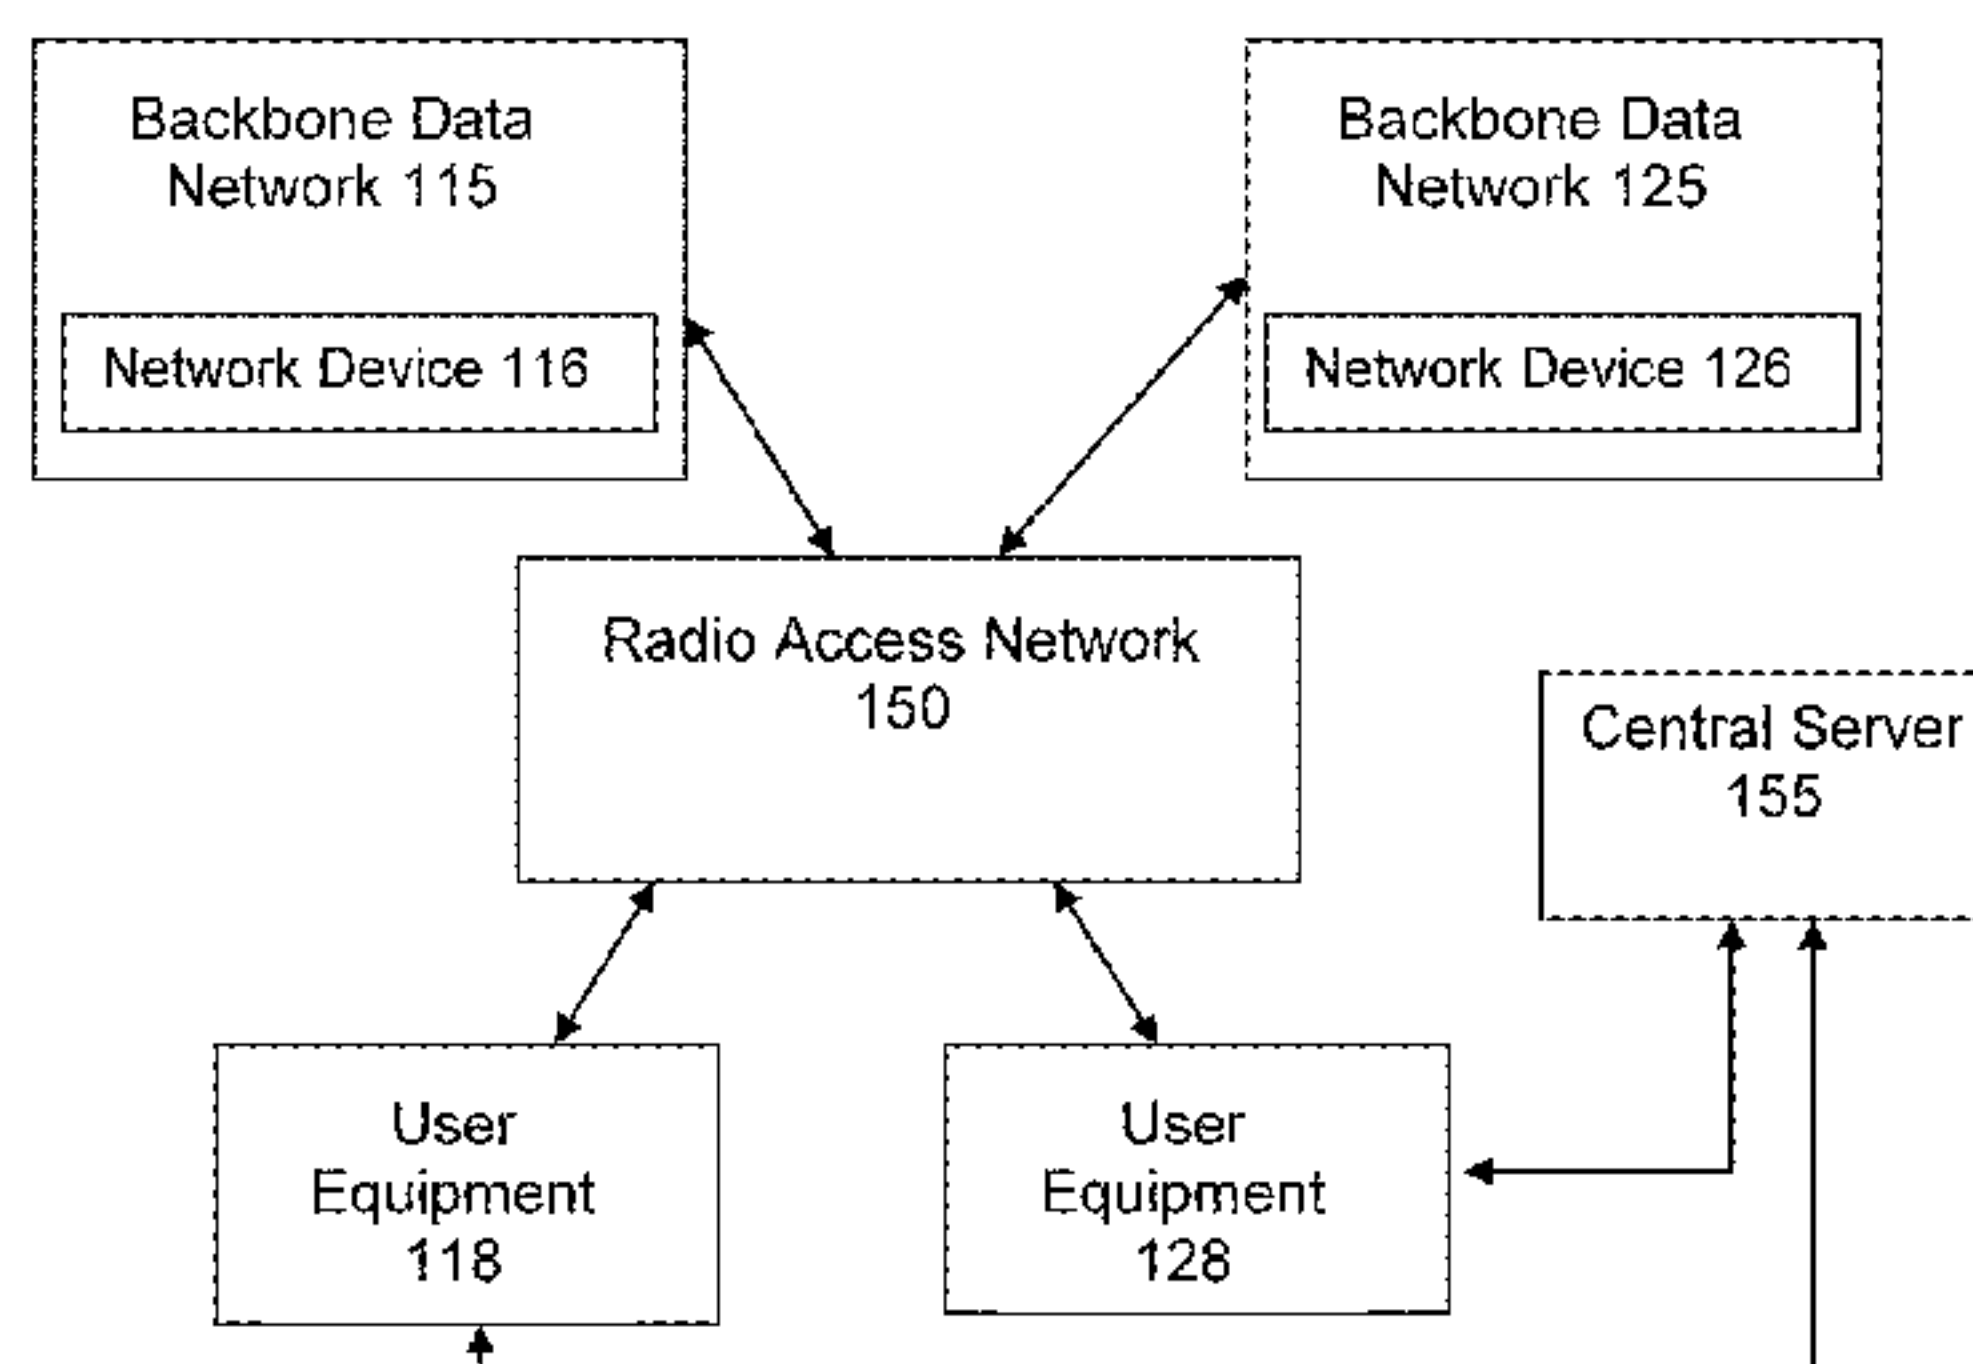 Backbone Data
Network 115
Network Device 116
Backbone Data
Network 125
Network Device 126
Radio Access Network
150
Central Server
155
User
Equipment
118
User
Equipment
128